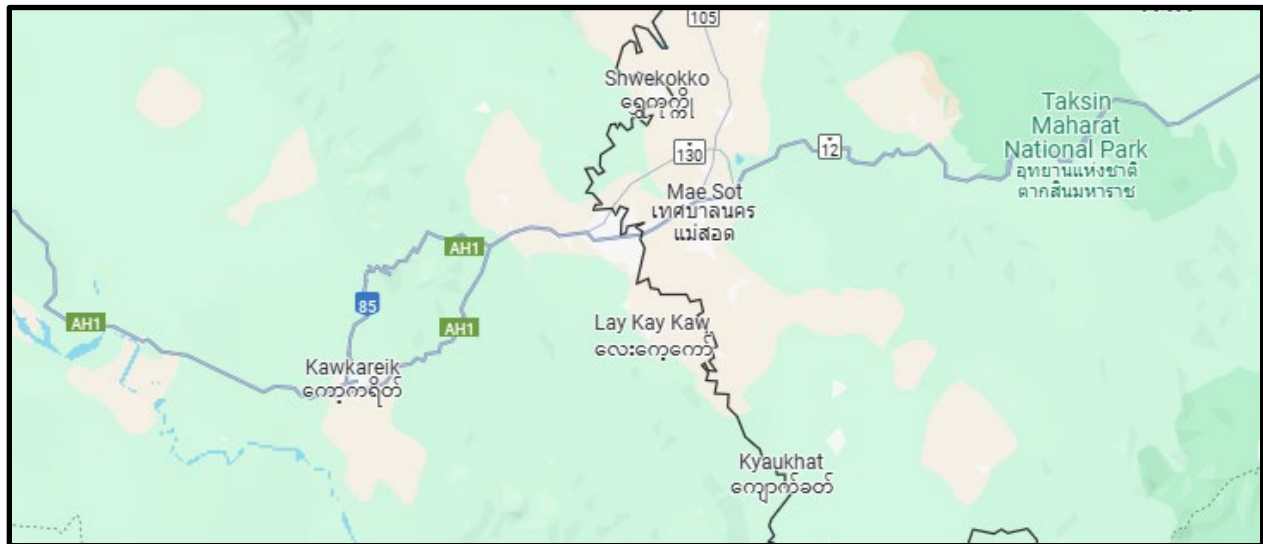 105
Shwekokko
ရွှေကုက္ကို
Taksin
Maharat
National Park
อุทยานแห่งชาติ
ตากสินมหาราช
130
12
Mae Sot
เทศบาลนคร
แม่สอด
AH1
85
AH1
AH1
Lay Kay Kaw
လေးကေ့ကော်
Kawkareik
ကော့ကရိတ်
Kyaukhat
ကျောက်ခတ်